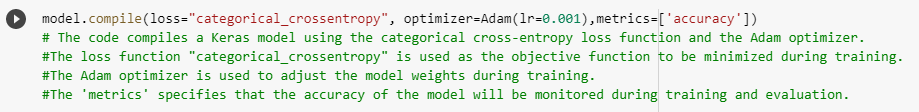 model.compile(loss="categorical_crossentropy", optimizer=Adam(lr=0.001),metrics=['accuracy'])
# The code compiles a Keras model using the categorical cross-entropy loss function and the Adam optimizer.
#The loss function "categorical_crossentropy" is used as the objective function to be minimized during training.
#The Adam optimizer is used to adjust the model weights during training.
#The 'metrics' specifies that the accuracy of the model will be monitored during training and evaluation.